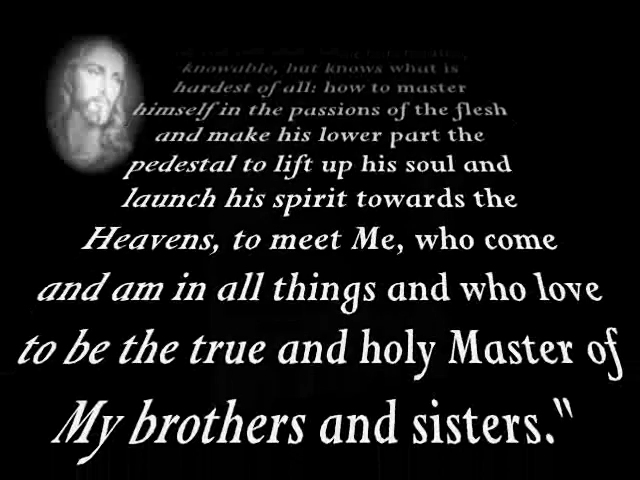 knowable, but knows what is
hardest of all: how to master
himself in the passions of the flesh
and make his lower part the
pedestal to lift up his soul and
launch his spirit towards the
Heavens, to meet Me, who come
and am in all things and who love
to be the true and holy Master of
My brothers and sisters."